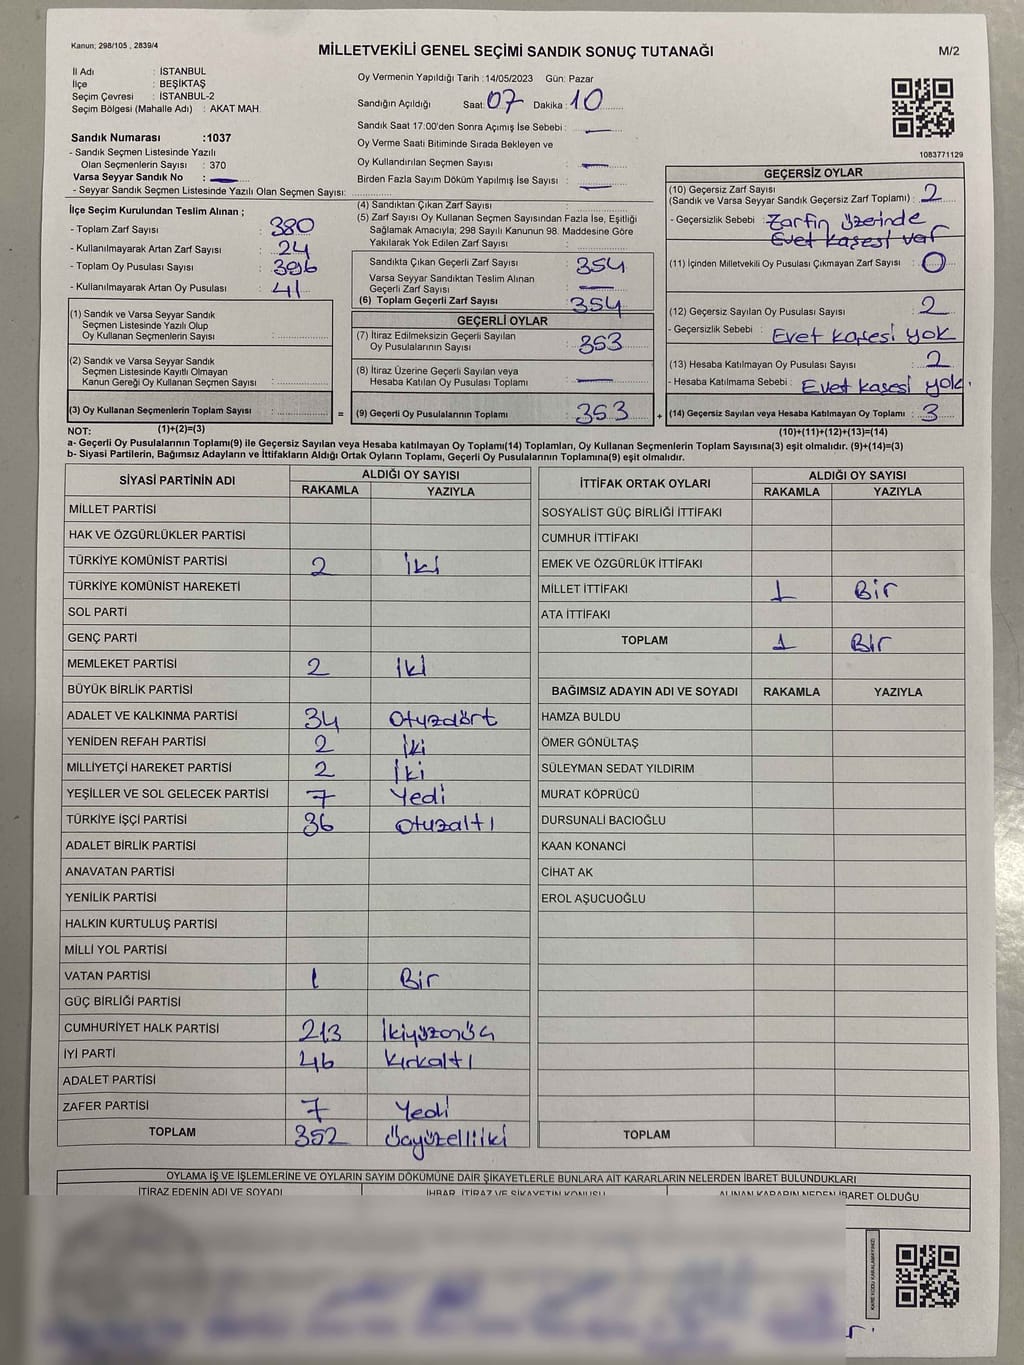 Kanun; 298/105 , 2839/4
MİLLETVEKİLİ GENEL SEÇİMİ SANDIK SONUÇ TUTANAĞI
M/2
İl Adı : İSTANBUL
İlçe : BEŞİKTAŞ
Seçim Çevresi : İSTANBUL-2
Seçim Bölgesi (Mahalle Adı) : AKAT MAH.
Sandık Numarası :1037
- Sandık Seçmen Listesinde Yazılı
Olan Seçmenlerin Sayısı : 370
Varsa Seyyar Sandık No :
- Seyyar Sandık Seçmen Listesinde Yazılı Olan Seçmen Sayısı:
Oy Vermenin Yapıldığı Tarih :14/05/2023 Gün: Pazar
Sandığın Açıldığı Saat: 07 Dakika: 10
Sandık Saat 17:00'den Sonra Açımış İse Sebebi : —
Oy Verme Saati Bitiminde Sırada Bekleyen ve
Oy Kullandırılan Seçmen Sayısı : —
Birden Fazla Sayım Döküm Yapılmış İse Sayısı : —
1083771129
İlçe Seçim Kurulundan Teslim Alınan ;
- Toplam Zarf Sayısı : 380
- Kullanılmayarak Artan Zarf Sayısı : 24
- Toplam Oy Pusulası Sayısı : 396
- Kullanılmayarak Artan Oy Pusulası : 41
(1) Sandık ve Varsa Seyyar Sandık
Seçmen Listesinde Yazılı Olup
Oy Kullanan Seçmenlerin Sayısı :
(2) Sandık ve Varsa Seyyar Sandık
Seçmen Listesinde Kayıtlı Olmayan
Kanun Gereği Oy Kullanan Seçmen Sayısı :
(3) Oy Kullanan Seçmenlerin Toplam Sayısı :
=
(4) Sandıktan Çıkan Zarf Sayısı :
(5) Zarf Sayısı Oy Kullanan Seçmen Sayısından Fazla İse, Eşitliği
Sağlamak Amacıyla; 298 Sayılı Kanunun 98. Maddesine Göre
Yakılarak Yok Edilen Zarf Sayısı :
Sandıkta Çıkan Geçerli Zarf Sayısı : 354
Varsa Seyyar Sandıktan Teslim Alınan
Geçerli Zarf Sayısı : —
(6) Toplam Geçerli Zarf Sayısı : 354
GEÇERLİ OYLAR
(7) İtiraz Edilmeksizin Geçerli Sayılan
Oy Pusulalarının Sayısı : 353
(8) İtiraz Üzerine Geçerli Sayılan veya
Hesaba Katılan Oy Pusulası Toplamı : —
(9) Geçerli Oy Pusulalarının Toplamı : 353
+
GEÇERSİZ OYLAR
(10) Geçersiz Zarf Sayısı
(Sandık ve Varsa Seyyar Sandık Geçersiz Zarf Toplamı) : 2
- Geçersizlik Sebebi : Zarfın üzerinde
Evet kaşesi var
(11) İçinden Milletvekili Oy Pusulası Çıkmayan Zarf Sayısı : 0
(12) Geçersiz Sayılan Oy Pusulası Sayısı : 2
- Geçersizlik Sebebi : Evet kaşesi yok
(13) Hesaba Katılmayan Oy Pusulası Sayısı : 2
- Hesaba Katılmama Sebebi : Evet kaşesi yok.
(14) Geçersiz Sayılan veya Hesaba Katılmayan Oy Toplamı : 3
NOT: (1)+(2)=(3)
(10)+(11)+(12)+(13)=(14)
a- Geçerli Oy Pusulalarının Toplamı(9) ile Geçersiz Sayılan veya Hesaba katılmayan Oy Toplamı(14) Toplamları, Oy Kullanan Seçmenlerin Toplam Sayısına(3) eşit olmalıdır. (9)+(14)=(3)
b- Siyasi Partilerin, Bağımsız Adayların ve İttifakların Aldığı Ortak Oyların Toplamı, Geçerli Oy Pusulalarının Toplamına(9) eşit olmalıdır.
SİYASİ PARTİNİN ADI ALDIĞI OY SAYISI
RAKAMLA YAZIYLA
MİLLET PARTİSİ
HAK VE ÖZGÜRLÜKLER PARTİSİ
TÜRKİYE KOMÜNİST PARTİSİ 2 İki
TÜRKİYE KOMÜNİST HAREKETİ
SOL PARTİ
GENÇ PARTİ
MEMLEKET PARTİSİ 2 İki
BÜYÜK BİRLİK PARTİSİ
ADALET VE KALKINMA PARTİSİ 34 Otuzdört
YENİDEN REFAH PARTİSİ 2 İki
MİLLİYETÇİ HAREKET PARTİSİ 2 İki
YEŞİLLER VE SOL GELECEK PARTİSİ 7 Yedi
TÜRKİYE İŞÇİ PARTİSİ 36 Otuzaltı
ADALET BİRLİK PARTİSİ
ANAVATAN PARTİSİ
YENİLİK PARTİSİ
HALKIN KURTULUŞ PARTİSİ
MİLLİ YOL PARTİSİ
VATAN PARTİSİ 1 Bir
GÜÇ BİRLİĞİ PARTİSİ
CUMHURİYET HALK PARTİSİ 213 İkiyüzonüç
İYİ PARTİ 46 Kırkaltı
ADALET PARTİSİ
ZAFER PARTİSİ 7 Yedi
TOPLAM 352 Üçyüzelliiki
İTTİFAK ORTAK OYLARI ALDIĞI OY SAYISI
RAKAMLA YAZIYLA
SOSYALİST GÜÇ BİRLİĞİ İTTİFAKI
CUMHUR İTTİFAKI
EMEK VE ÖZGÜRLÜK İTTİFAKI
MİLLET İTTİFAKI 1 Bir
ATA İTTİFAKI
TOPLAM 1 Bir
BAĞIMSIZ ADAYIN ADI VE SOYADI RAKAMLA YAZIYLA
HAMZA BULDU
ÖMER GÖNÜLTAŞ
SÜLEYMAN SEDAT YILDIRIM
MURAT KÖPRÜCÜ
DURSUNALİ BACIOĞLU
KAAN KONANCİ
CİHAT AK
EROL AŞUCUOĞLU
TOPLAM
OYLAMA İŞ VE İŞLEMLERİNE VE OYLARIN SAYIM DÖKÜMÜNE DAİR ŞİKAYETLERLE BUNLARA AİT KARARLARIN NELERDEN İBARET BULUNDUKLARI
İTİRAZ EDENİN ADI VE SOYADI İHBAR, İTİRAZ VE ŞİKAYETİN KONUSU ALINAN KARARIN NEDEN İBARET OLDUĞU
KARE KODU KARALAMAYINIZ!